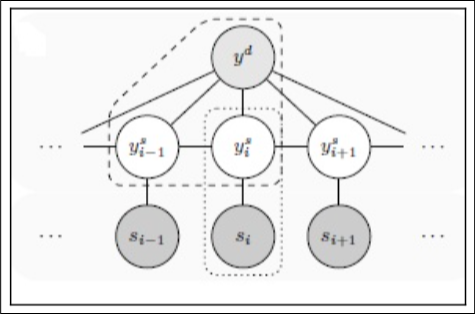 y^d
··· y^s_{i−1} y^s_i y^s_{i+1} ···
··· s_{i−1} s_i s_{i+1} ···